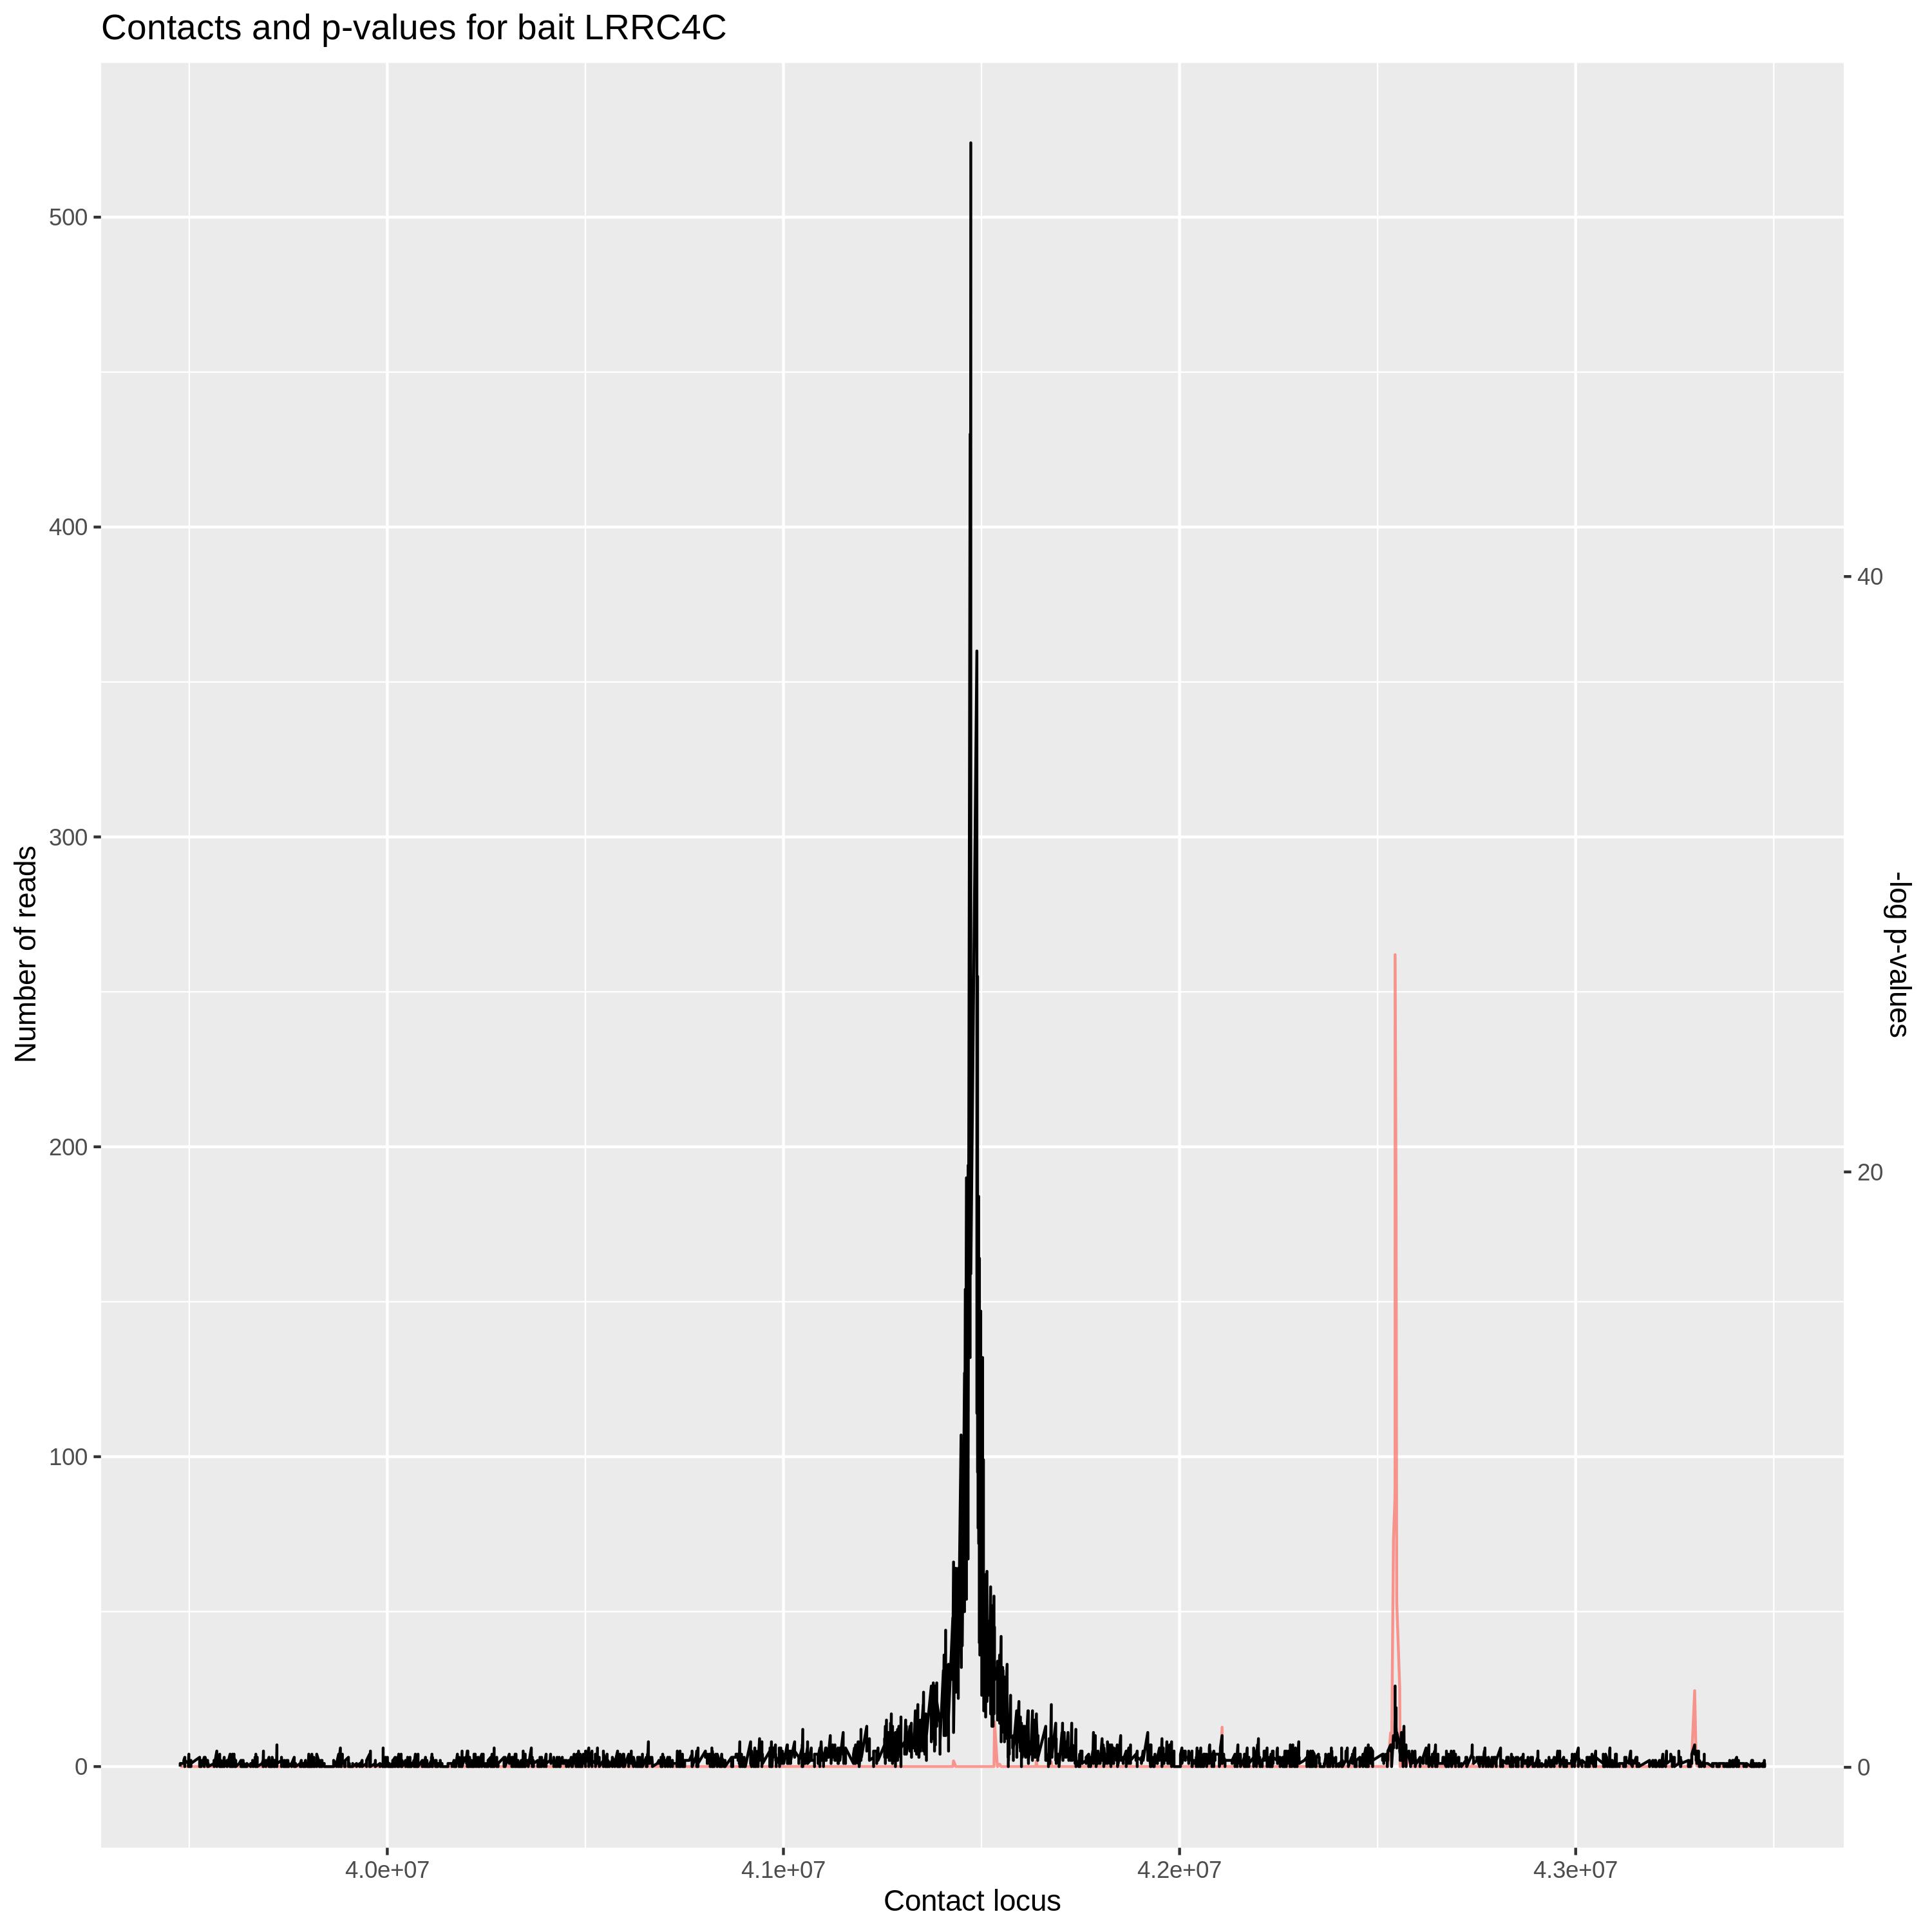 Contacts and p-values for bait LRRC4C
500
400
300
200
100
0
Number of reads
40
20
0
-log p-values
4.0e+07
4.1e+07
4.2e+07
4.3e+07
Contact locus